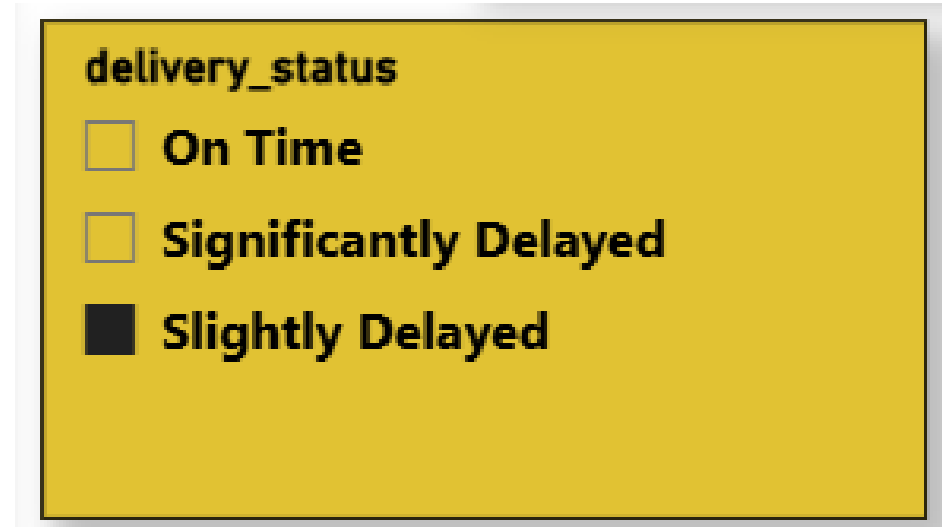 delivery_status
On Time
Significantly Delayed
Slightly Delayed